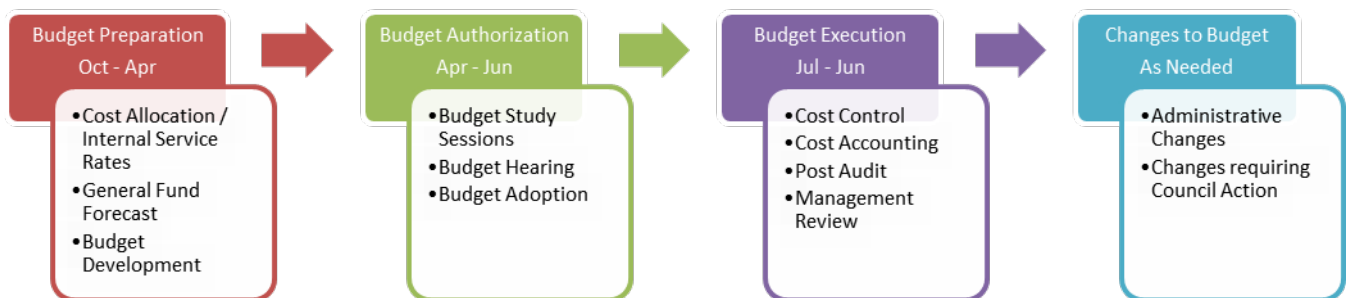 Budget Preparation
Oct - Apr
•Cost Allocation /
Internal Service
Rates
•General Fund
Forecast
•Budget
Development
Budget Authorization
Apr - Jun
•Budget Study
Sessions
•Budget Hearing
•Budget Adoption
Budget Execution
Jul - Jun
•Cost Control
•Cost Accounting
•Post Audit
•Management
Review
Changes to Budget
As Needed
•Administrative
Changes
•Changes requiring
Council Action